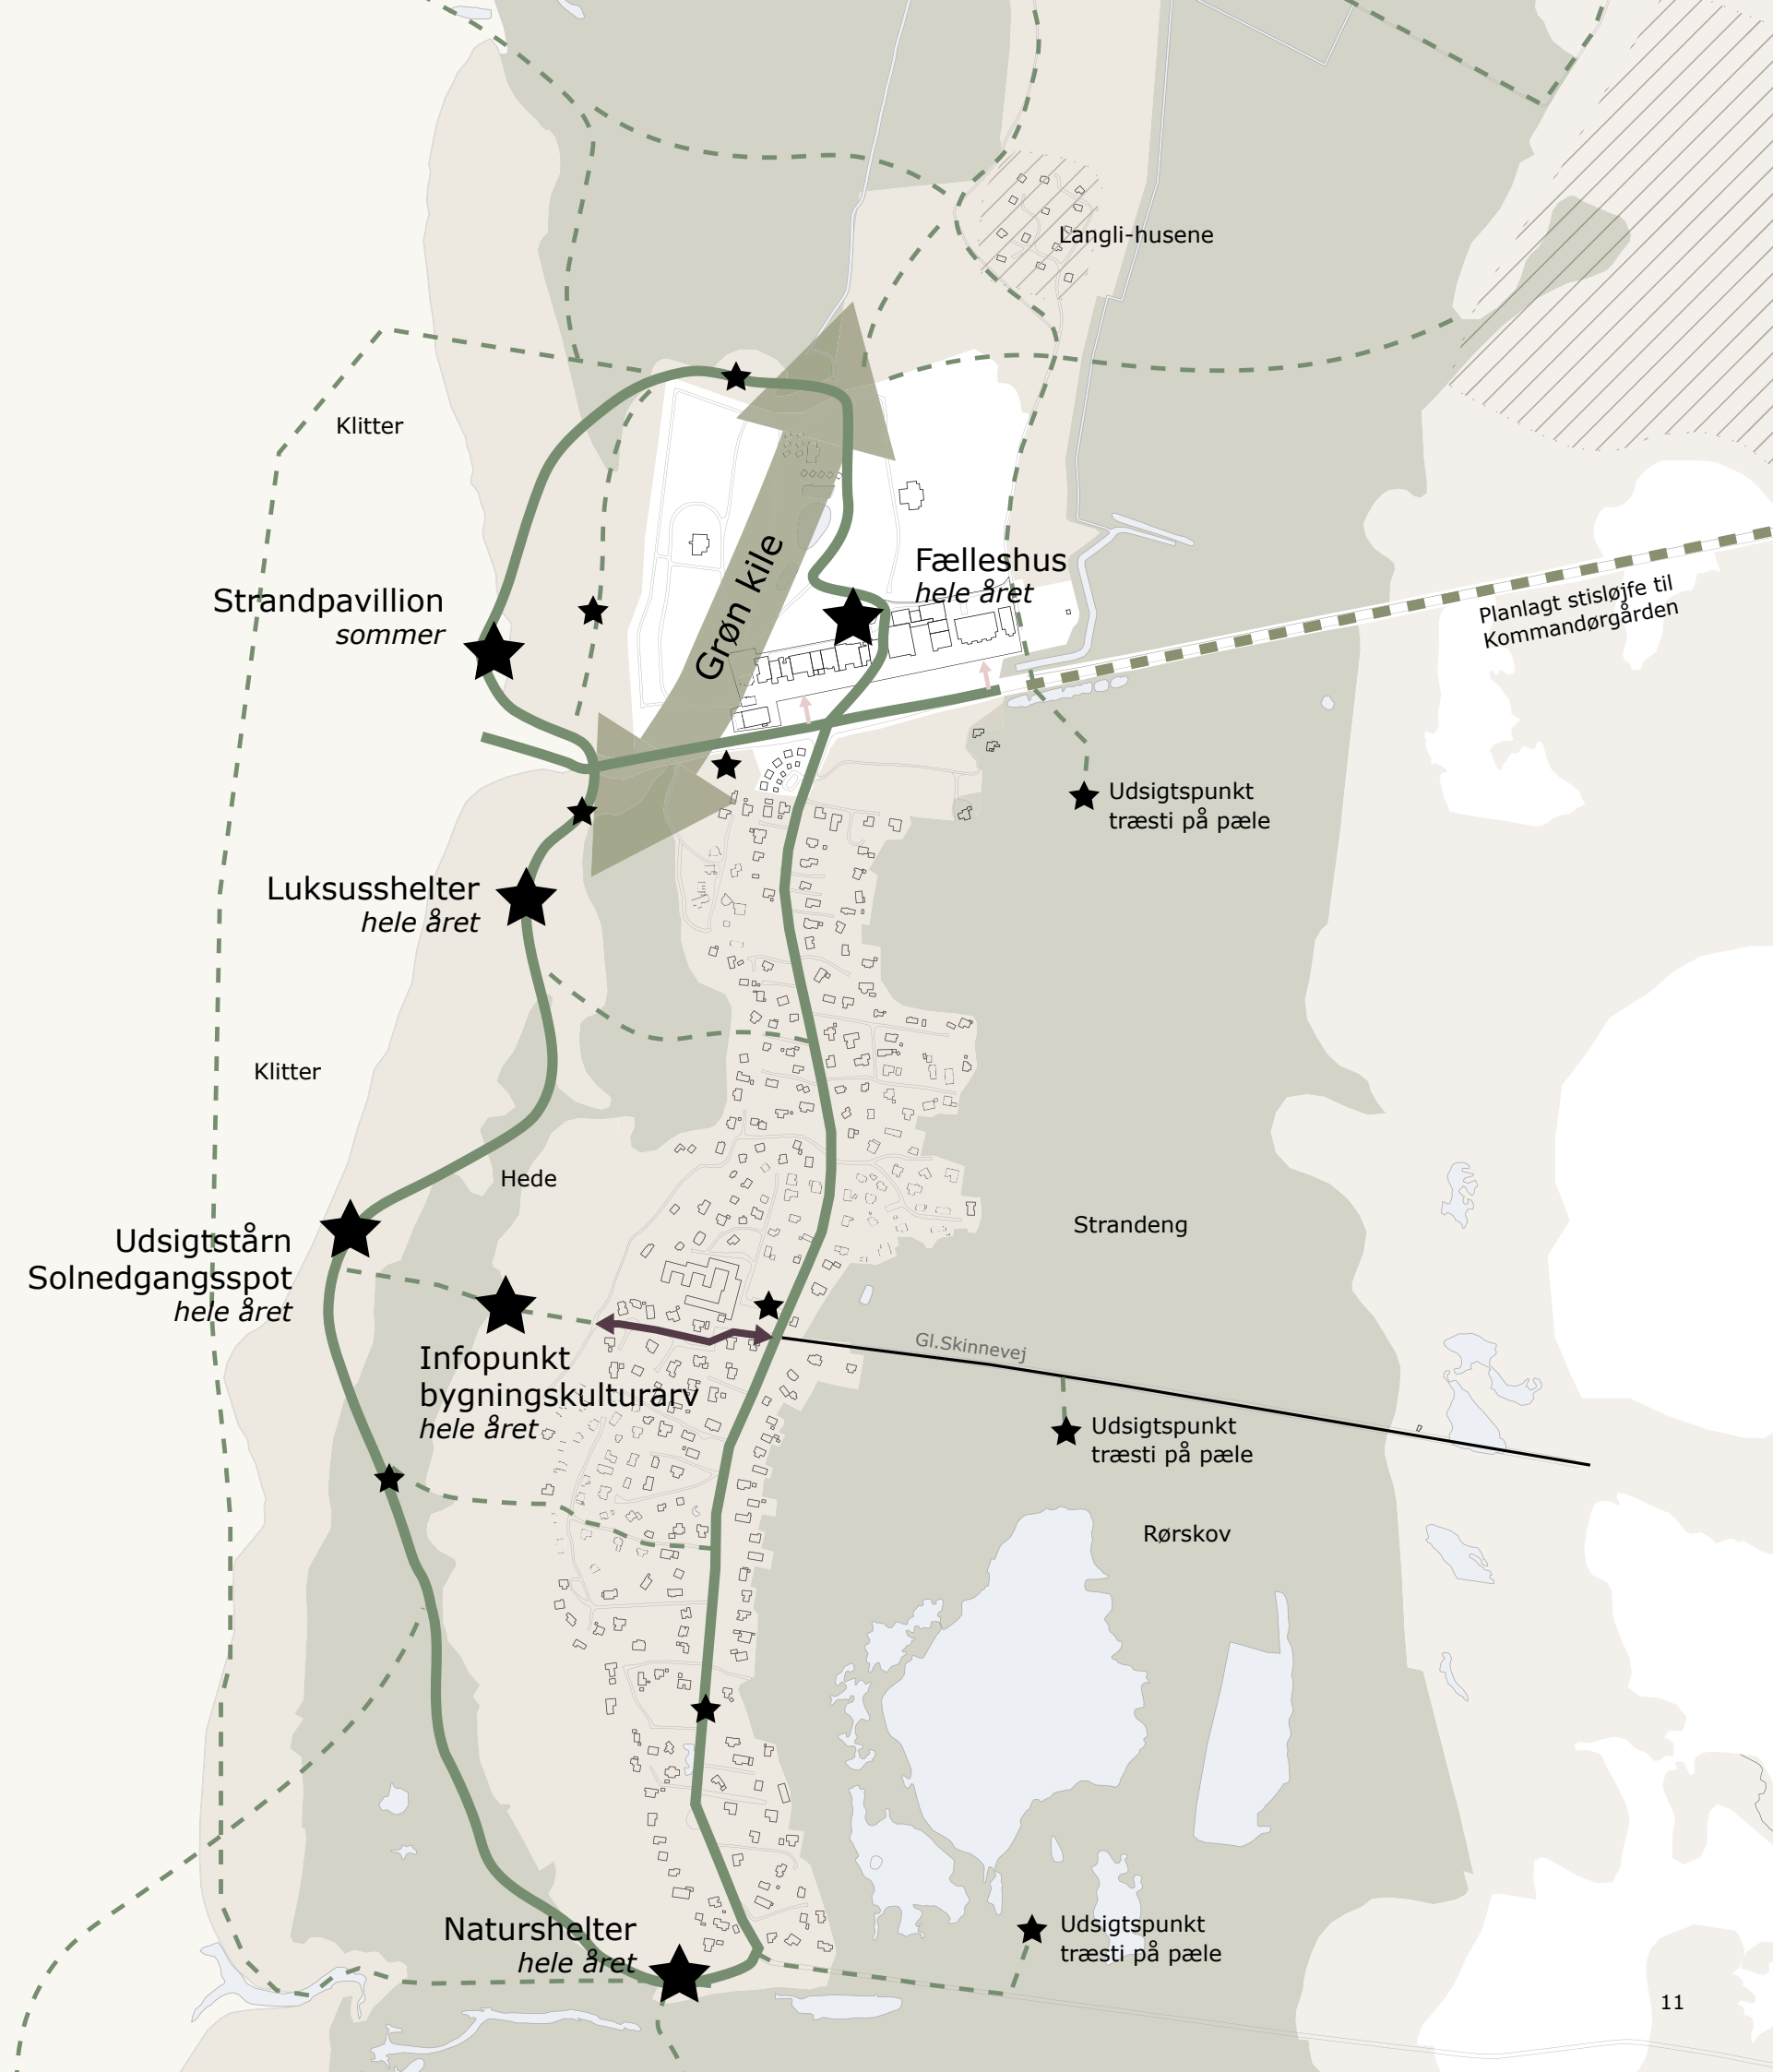 Langli-husene
Klitter
Fælleshus
hele året
Grøn kile
Strandpavillion
sommer
Planlagt stisløjfe til
Kommandørgården
Udsigtspunkt
træsti på pæle
Luksusshelter
hele året
Klitter
Hede
Strandeng
Udsigtstårn
Solnedgangsspot
hele året
Gl.Skinnevej
Infopunkt
bygningskulturarv
hele året
Udsigtspunkt
træsti på pæle
Rørskov
Naturshelter
hele året
Udsigtspunkt
træsti på pæle
11